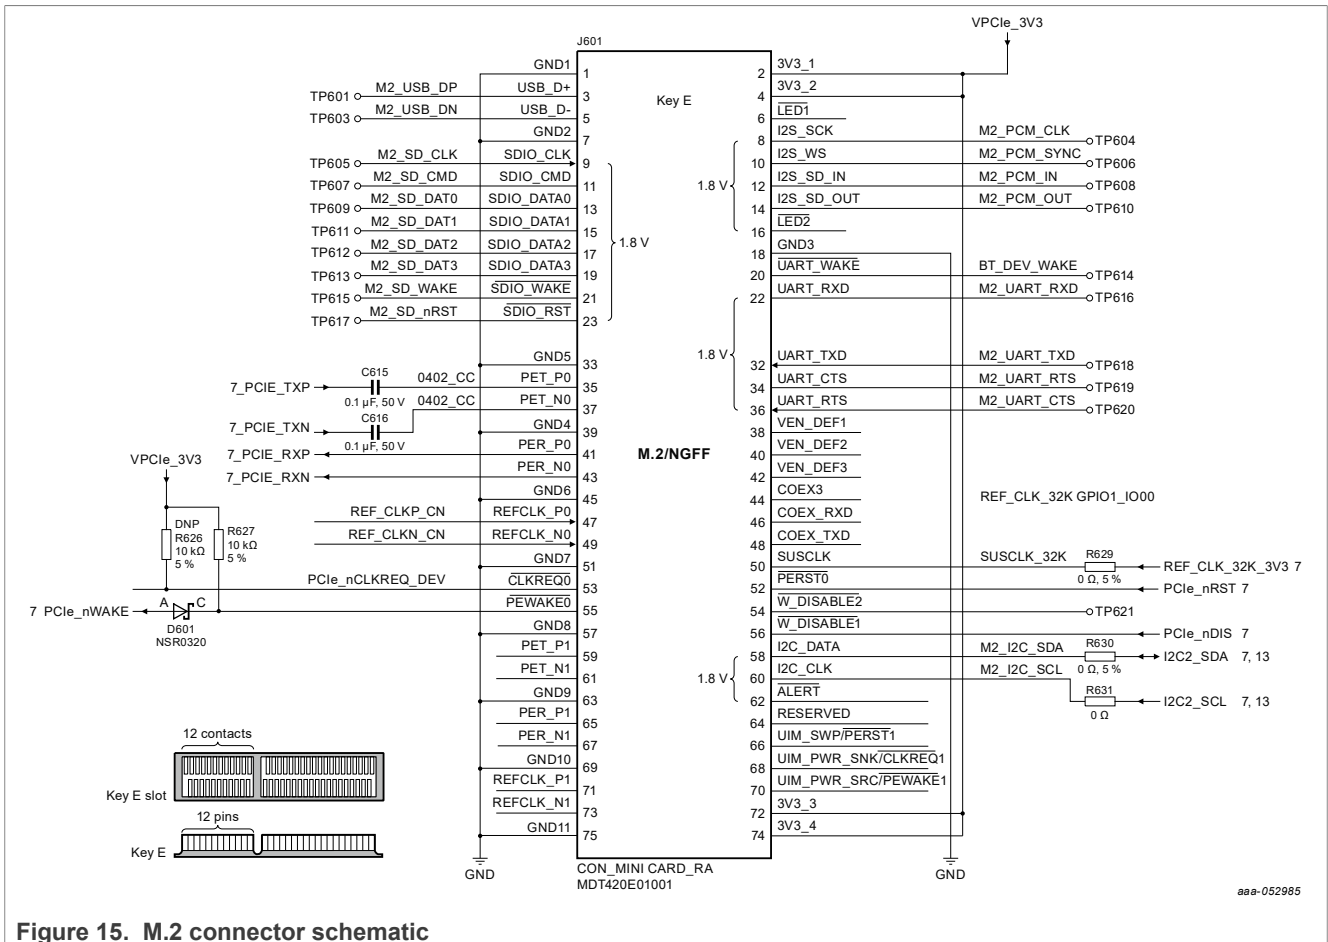 VPCIe_3V3
J601
M.2/NGFF
Key E
GND1 1
TP601 M2_USB_DP USB_D+ 3
TP603 M2_USB_DN USB_D- 5
GND2 7
TP605 M2_SD_CLK SDIO_CLK 9
TP607 M2_SD_CMD SDIO_CMD 11
TP609 M2_SD_DAT0 SDIO_DATA0 13
TP611 M2_SD_DAT1 SDIO_DATA1 15
TP612 M2_SD_DAT2 SDIO_DATA2 17
TP613 M2_SD_DAT3 SDIO_DATA3 19
TP615 M2_SD_WAKE SDIO_WAKE 21
TP617 M2_SD_nRST SDIO_RST 23
1.8 V
GND5 33
7_PCIE_TXP C615 0.1 µF, 50 V 0402_CC PET_P0 35
7_PCIE_TXN C616 0.1 µF, 50 V 0402_CC PET_N0 37
GND4 39
7_PCIE_RXP PER_P0 41
7_PCIE_RXN PER_N0 43
GND6 45
REF_CLKP_CN REFCLK_P0 47
REF_CLKN_CN REFCLK_N0 49
GND7 51
PCIe_nCLKREQ_DEV CLKREQ0 53
7 PCIe_nWAKE A C PEWAKE0 55
D601
NSR0320
VPCIe_3V3
DNP
R626
10 kΩ
5 %
R627
10 kΩ
5 %
GND8 57
PET_P1 59
PET_N1 61
GND9 63
PER_P1 65
PER_N1 67
GND10 69
REFCLK_P1 71
REFCLK_N1 73
GND11 75
GND
2 3V3_1
4 3V3_2
6 LED1
8 I2S_SCK M2_PCM_CLK TP604
10 I2S_WS M2_PCM_SYNC TP606
12 I2S_SD_IN M2_PCM_IN TP608
14 I2S_SD_OUT M2_PCM_OUT TP610
16 LED2
1.8 V
18 GND3
20 UART_WAKE BT_DEV_WAKE TP614
22 UART_RXD M2_UART_RXD TP616
1.8 V
32 UART_TXD M2_UART_TXD TP618
34 UART_CTS M2_UART_RTS TP619
36 UART_RTS M2_UART_CTS TP620
38 VEN_DEF1
40 VEN_DEF2
42 VEN_DEF3
44 COEX3
REF_CLK_32K GPIO1_IO00
46 COEX_RXD
48 COEX_TXD
50 SUSCLK SUSCLK_32K R629 0 Ω, 5 % REF_CLK_32K_3V3 7
52 PERST0 PCIe_nRST 7
54 W_DISABLE2 TP621
56 W_DISABLE1 PCIe_nDIS 7
58 I2C_DATA M2_I2C_SDA R630 0 Ω, 5 % I2C2_SDA 7, 13
60 I2C_CLK M2_I2C_SCL R631 0 Ω I2C2_SCL 7, 13
62 ALERT
1.8 V
64 RESERVED
66 UIM_SWP/PERST1
68 UIM_PWR_SNK/CLKREQ1
70 UIM_PWR_SRC/PEWAKE1
72 3V3_3
74 3V3_4
GND
CON_MINI CARD_RA
MDT420E01001
12 contacts
Key E slot
12 pins
Key E
aaa-052985
Figure 15. M.2 connector schematic